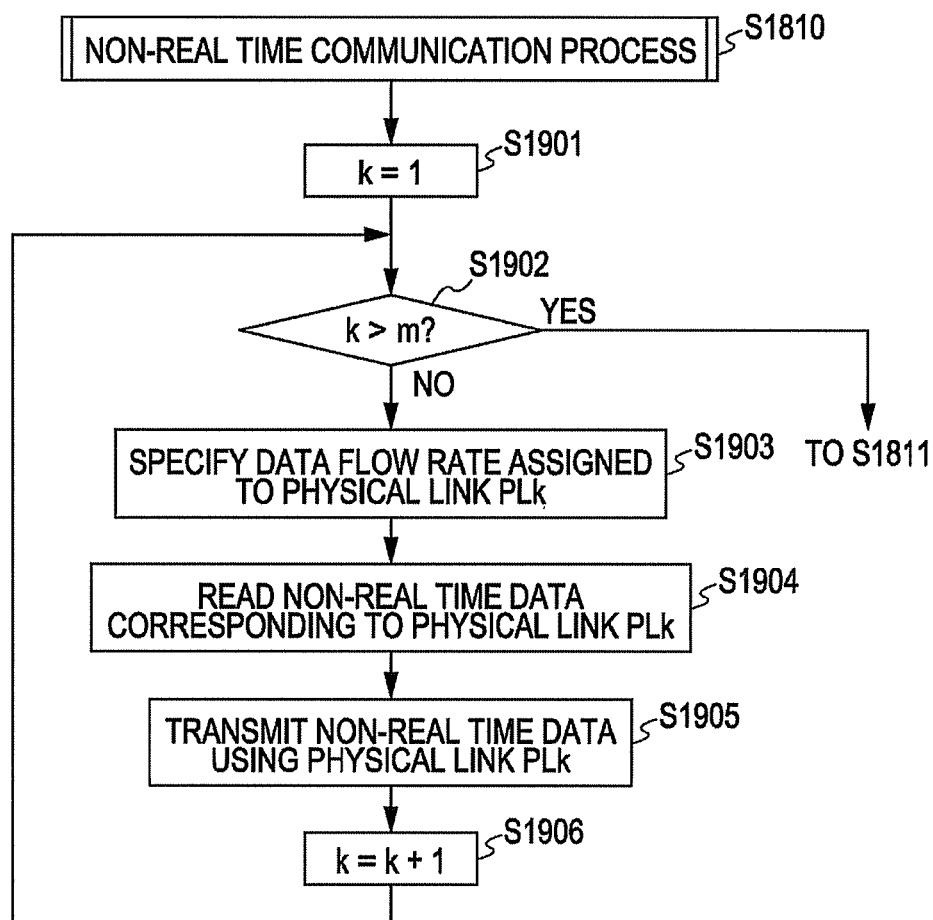 NON-REAL TIME COMMUNICATION PROCESS
S1810
S1901
k = 1
S1902
k > m?
YES
NO
TO S1811
S1903
SPECIFY DATA FLOW RATE ASSIGNED
TO PHYSICAL LINK PLk
S1904
READ NON-REAL TIME DATA
CORRESPONDING TO PHYSICAL LINK PLk
S1905
TRANSMIT NON-REAL TIME DATA
USING PHYSICAL LINK PLk
S1906
k = k + 1